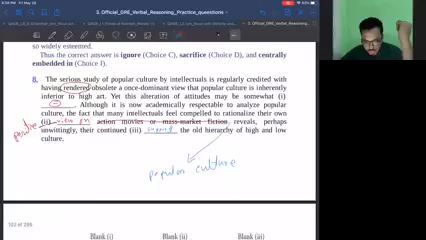 3. Official_GRE_Verbal_Reasoning_Practice_questions
so widely esteemed.
Thus the correct answer is ignore (Choice C), sacrifice (Choice D), and centrally
embedded in (Choice I).
8. The serious study of popular culture by intellectuals is regularly credited with
having rendered obsolete a once-dominant view that popular culture is inherently
inferior to high art. Yet this alteration of attitudes may be somewhat (i)
Although it is now academically respectable to analyze popular
culture, the fact that many intellectuals feel compelled to rationalize their own
(ii) action movies or mass-market fiction, reveals, perhaps
positive
unwittingly, their continued (iii) support the old hierarchy of high and low
culture.
popular culture
Blank (i) Blank (ii) Blank (iii)